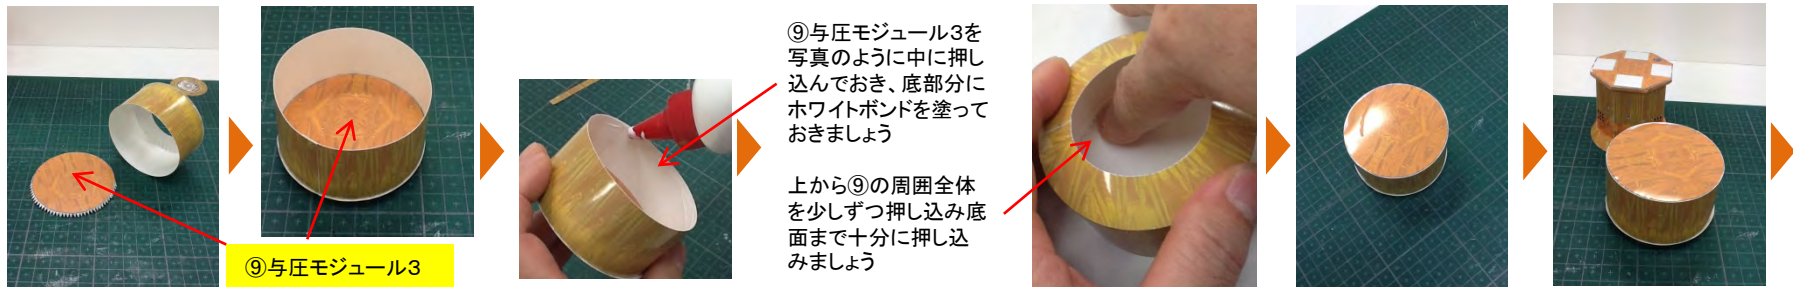 ⑨与圧モジュール3
⑨与圧モジュール3を
写真のように中に押し
込んでおき、底部分に
ホワイトボンドを塗って
おきましょう
上から⑨の周囲全体
を少しずつ押し込み底
面まで十分に押し込
みましょう